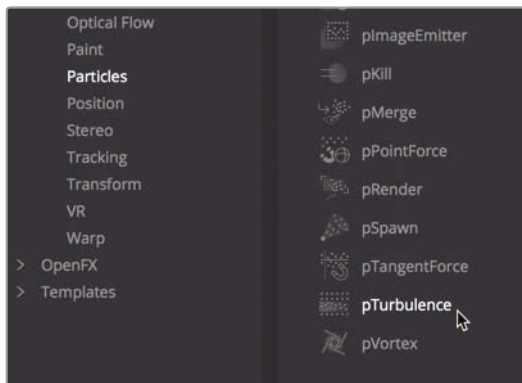 Optical Flow
Paint
Particles
Position
Stereo
Tracking
Transform
VR
Warp
> OpenFX
> Templates
pImageEmitter
pKill
pMerge
pPointForce
pRender
pSpawn
pTangentForce
pTurbulence
pVortex